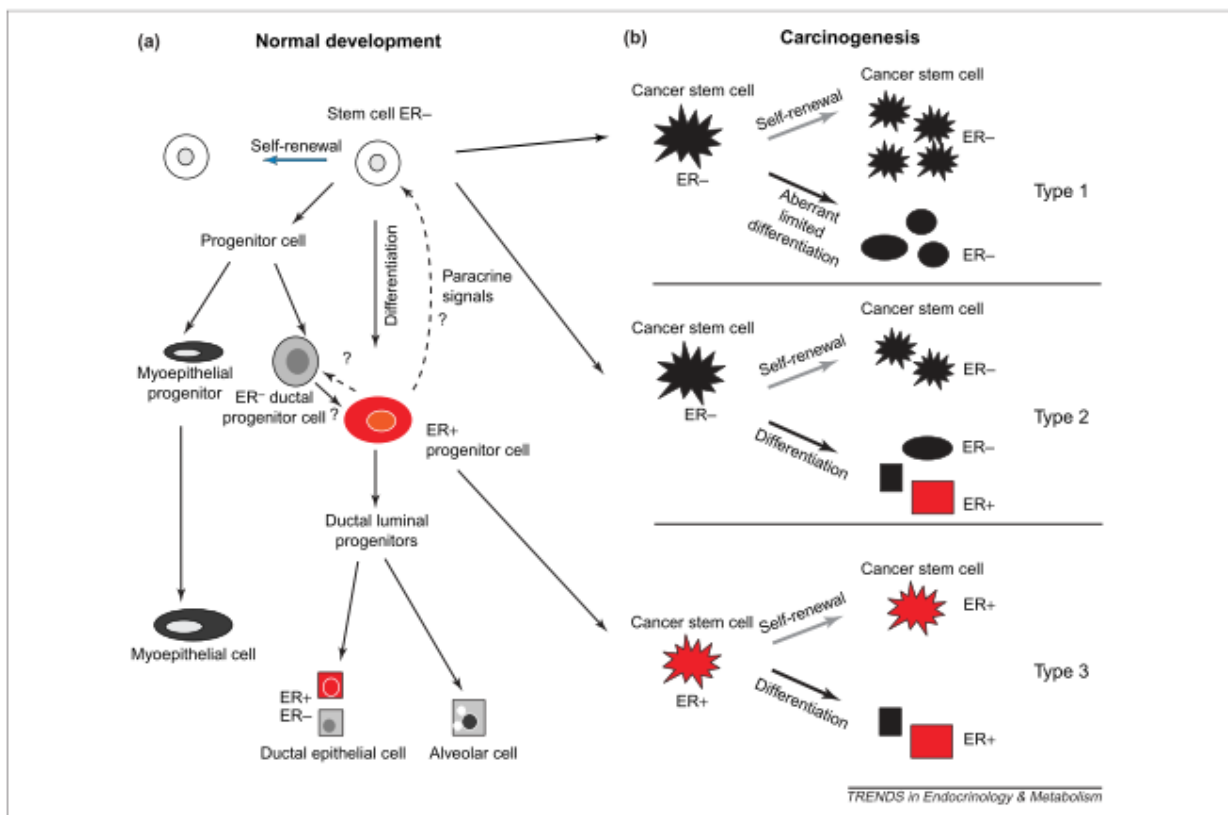 (a)
Normal development
Stem cell ER–
Self-renewal
Progenitor cell
Differentiation
Paracrine
signals
?
Myoepithelial
progenitor
?
ER– ductal
progenitor cell
?
ER+
progenitor cell
Ductal luminal
progenitors
Myoepithelial cell
ER+
ER–
Ductal epithelial cell
Alveolar cell
(b)
Carcinogenesis
Cancer stem cell
ER–
Self-renewal
Cancer stem cell
ER–
Aberrant
limited
differentiation
ER–
Type 1
Cancer stem cell
ER–
Self-renewal
Cancer stem cell
ER–
Differentiation
ER–
ER+
Type 2
Cancer stem cell
ER+
Self-renewal
Cancer stem cell
ER+
Differentiation
ER+
Type 3
TRENDS in Endocrinology & Metabolism